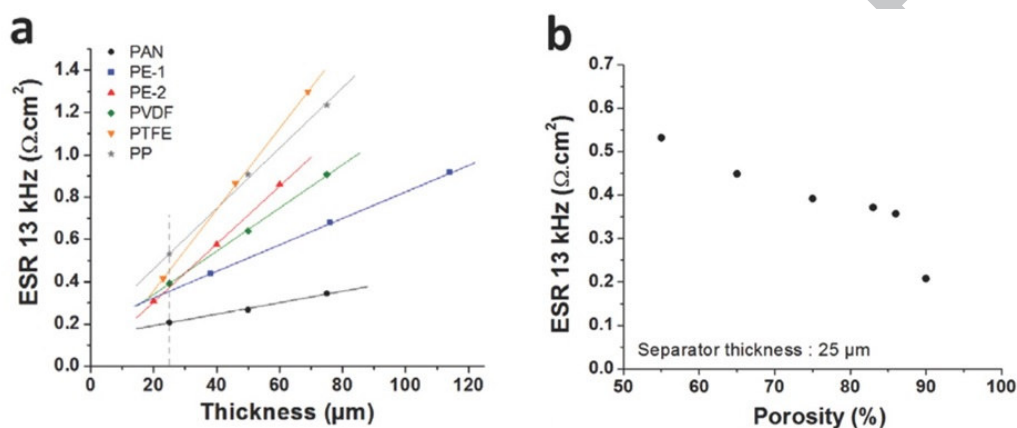 a
ESR 13 kHz (Ω.cm²)
1.4
1.2
1.0
0.8
0.6
0.4
0.2
0.0
PAN
PE-1
PE-2
PVDF
PTFE
PP
0 20 40 60 80 100 120
Thickness (µm)
b
ESR 13 kHz (Ω.cm²)
0.7
0.6
0.5
0.4
0.3
0.2
0.1
0.0
Separator thickness : 25 µm
50 60 70 80 90 100
Porosity (%)